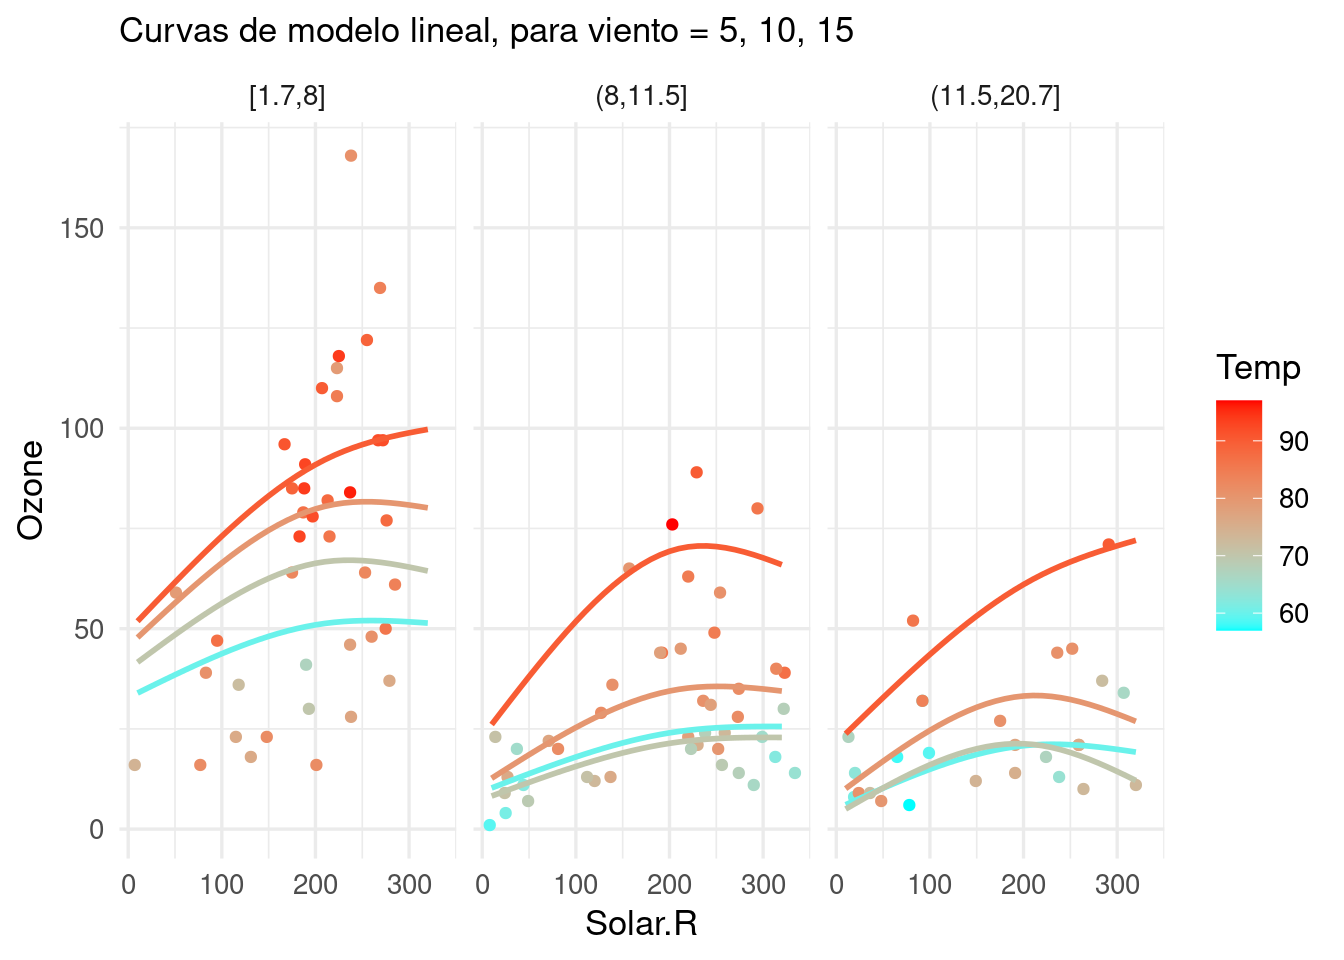 Curvas de modelo lineal, para viento = 5, 10, 15
[1.7,8] (8,11.5] (11.5,20.7]
150
100
50
0
Ozone
0 100 200 300 0 100 200 300 0 100 200 300
Solar.R
Temp
90
80
70
60